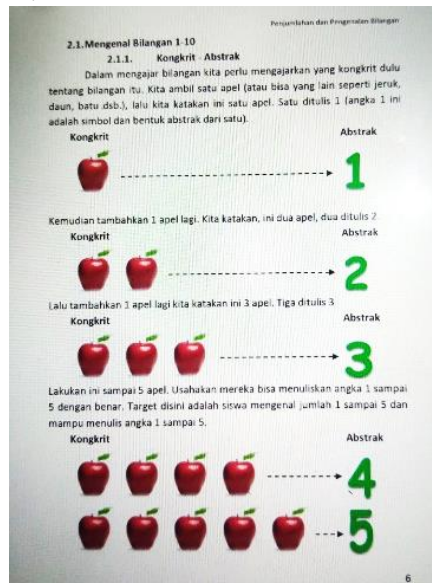 Penjumlahan dan Pengurangan Bilangan
2.1.Mengenal Bilangan 1-10
2.1.1. Kongkrit - Abstrak
Dalam mengajar bilangan kita perlu mengajarkan yang kongkrit dulu
tentang bilangan itu. Kita ambil satu apel (atau bisa yang lain seperti jeruk,
daun, batu dsb.), lalu kita katakan ini satu apel. Satu ditulis 1 (angka 1 ini
adalah simbol dan bentuk abstrak dari satu).
Kongkrit Abstrak
1
Kemudian tambahkan 1 apel lagi. Kita katakan, ini dua apel, dua ditulis 2.
Kongkrit Abstrak
2
Lalu tambahkan 1 apel lagi kita katakan ini 3 apel. Tiga ditulis 3
Kongkrit Abstrak
3
Lakukan ini sampai 5 apel. Usahakan mereka bisa menuliskan angka 1 sampai
5 dengan benar. Target disini adalah siswa mengenal jumlah 1 sampai 5 dan
mampu menulis angka 1 sampai 5.
Kongkrit Abstrak
4
5
6